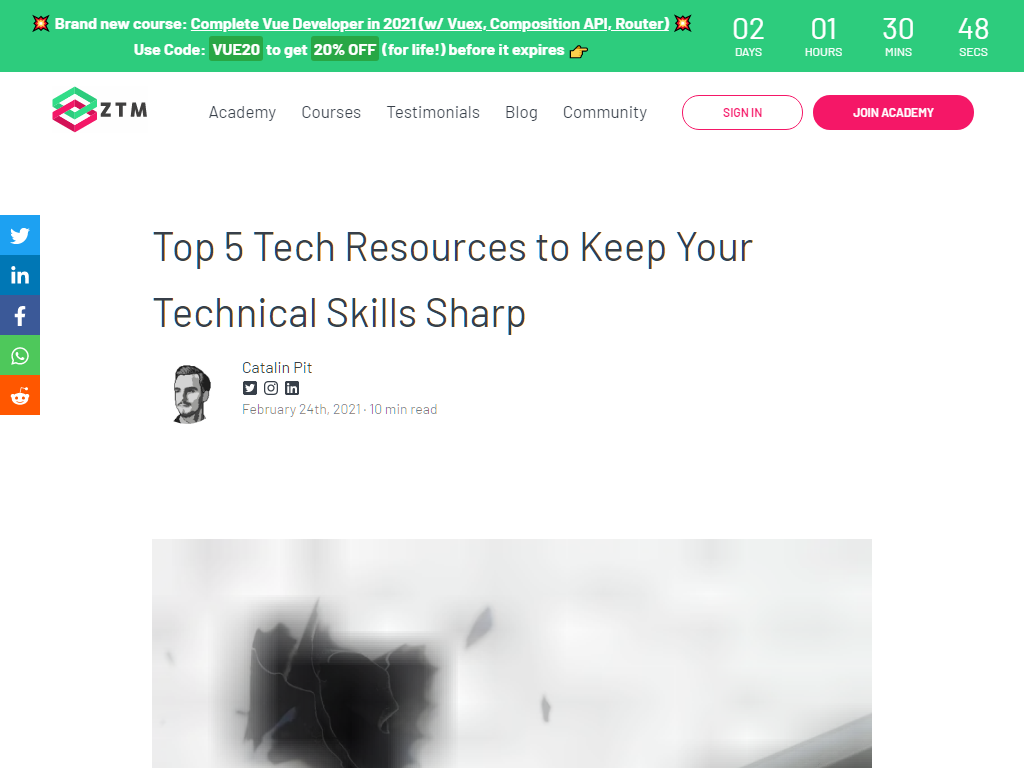 💥 Brand new course: Complete Vue Developer in 2021 (w/ Vuex, Composition API, Router) 💥
Use Code: VUE20 to get 20% OFF (for life!) before it expires 👉
02 01 30 48
DAYS HOURS MINS SECS
ZTM
Academy Courses Testimonials Blog Community SIGN IN JOIN ACADEMY
Top 5 Tech Resources to Keep Your
Technical Skills Sharp
Catalin Pit
February 24th, 2021 · 10 min read